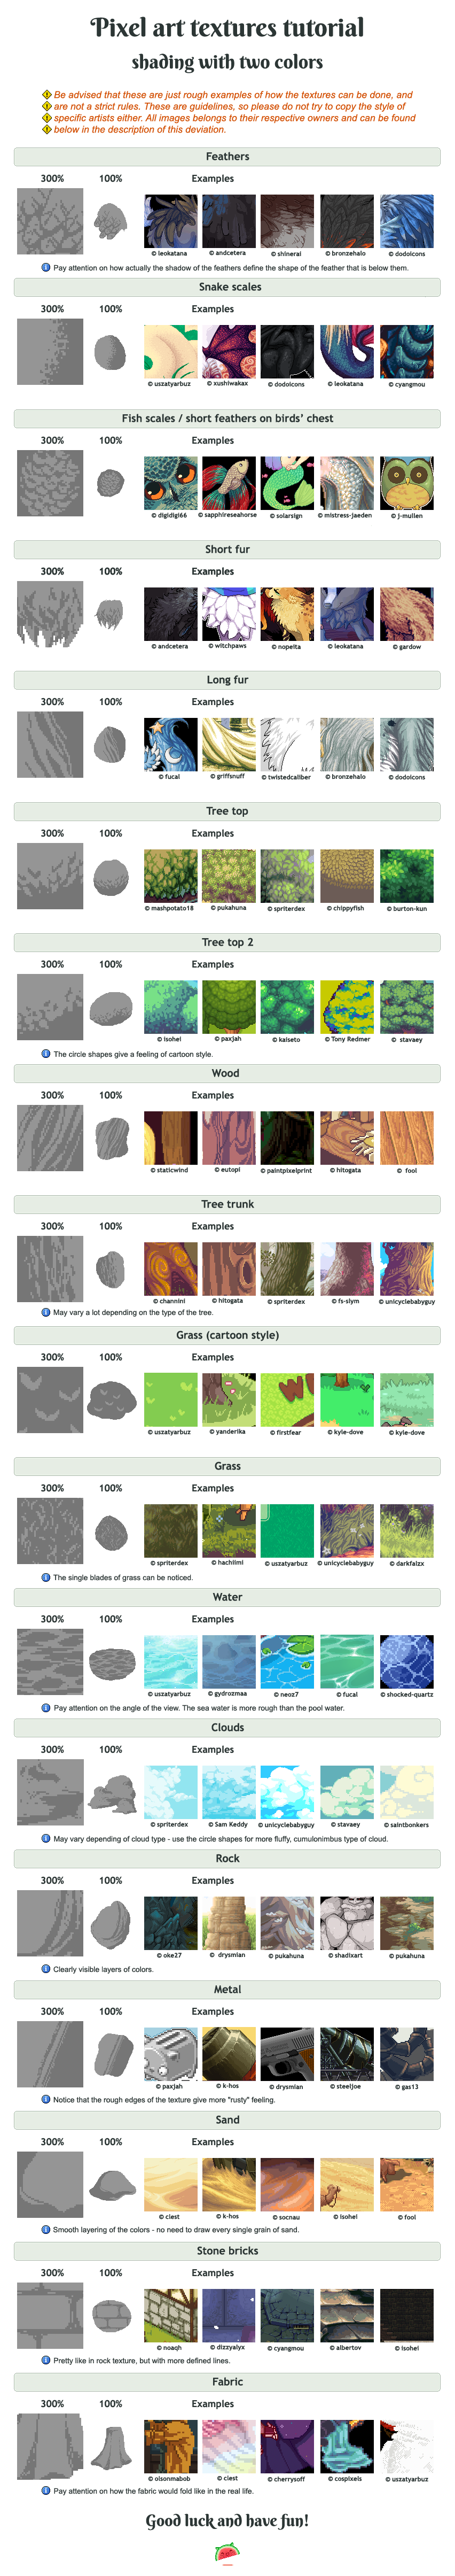 Pixel art textures tutorial
shading with two colors
Be advised that these are just rough examples of how the textures can be done, and
are not a strict rules. These are guidelines, so please do not try to copy the style of
specific artists either. All images belongs to their respective owners and can be found
below in the description of this deviation.
Feathers
300% 100% Examples
© leokatana © andcetera © shinerai © bronzehalo © dodoicons
Pay attention on how actually the shadow of the feathers define the shape of the feather that is below them.
Snake scales
300% 100% Examples
© uszatyarbuz © xushiwakax © dodoicons © leokatana © cyangmou
Fish scales / short feathers on birds’ chest
300% 100% Examples
© digidigi66 © sapphireseahorse © solarsign © mistress-jaeden © j-mullen
Short fur
300% 100% Examples
© andcetera © witchpaws © nopeita © leokatana © gardow
Long fur
300% 100% Examples
© fucal © griffsnuff © twistedcaliber © bronzehalo © dodoicons
Tree top
300% 100% Examples
© mashpotato18 © pukahuna © spriterdex © chippyfish © burton-kun
Tree top 2
300% 100% Examples
© isohei © paxjah © kaiseto © Tony Redmer © stavaey
The circle shapes give a feeling of cartoon style.
Wood
300% 100% Examples
© staticwind © eutopi © paintpixelprint © hitogata © fool
Tree trunk
300% 100% Examples
© channini © hitogata © spriterdex © fs-slym © unicyclebabyguy
May vary a lot depending on the type of the tree.
Grass (cartoon style)
300% 100% Examples
© uszatyarbuz © yanderika © firstfear © kyle-dove © kyle-dove
Grass
300% 100% Examples
© spriterdex © hachiimi © uszatyarbuz © unicyclebabyguy © darkfalzx
The single blades of grass can be noticed.
Water
300% 100% Examples
© uszatyarbuz © gydrozmaa © neoz7 © fucal © shocked-quartz
Pay attention on the angle of the view. The sea water is more rough than the pool water.
Clouds
300% 100% Examples
© spriterdex © Sam Keddy © unicyclebabyguy © stavaey © saintbonkers
May vary depending of cloud type - use the circle shapes for more fluffy, cumulonimbus type of cloud.
Rock
300% 100% Examples
© oke27 © drysmian © pukahuna © shadixart © pukahuna
Clearly visible layers of colors.
Metal
300% 100% Examples
© paxjah © k-hos © drysmian © steeljoe © gas13
Notice that the rough edges of the texture give more "rusty" feeling.
Sand
300% 100% Examples
© ciest © k-hos © socnau © isohei © fool
Smooth layering of the colors - no need to draw every single grain of sand.
Stone bricks
300% 100% Examples
© noaqh © dizzyalyx © cyangmou © albertov © isohei
Pretty like in rock texture, but with more defined lines.
Fabric
300% 100% Examples
© olsonmabob © ciest © cherrysoff © cospixels © uszatyarbuz
Pay attention on how the fabric would fold like in the real life.
Good luck and have fun!